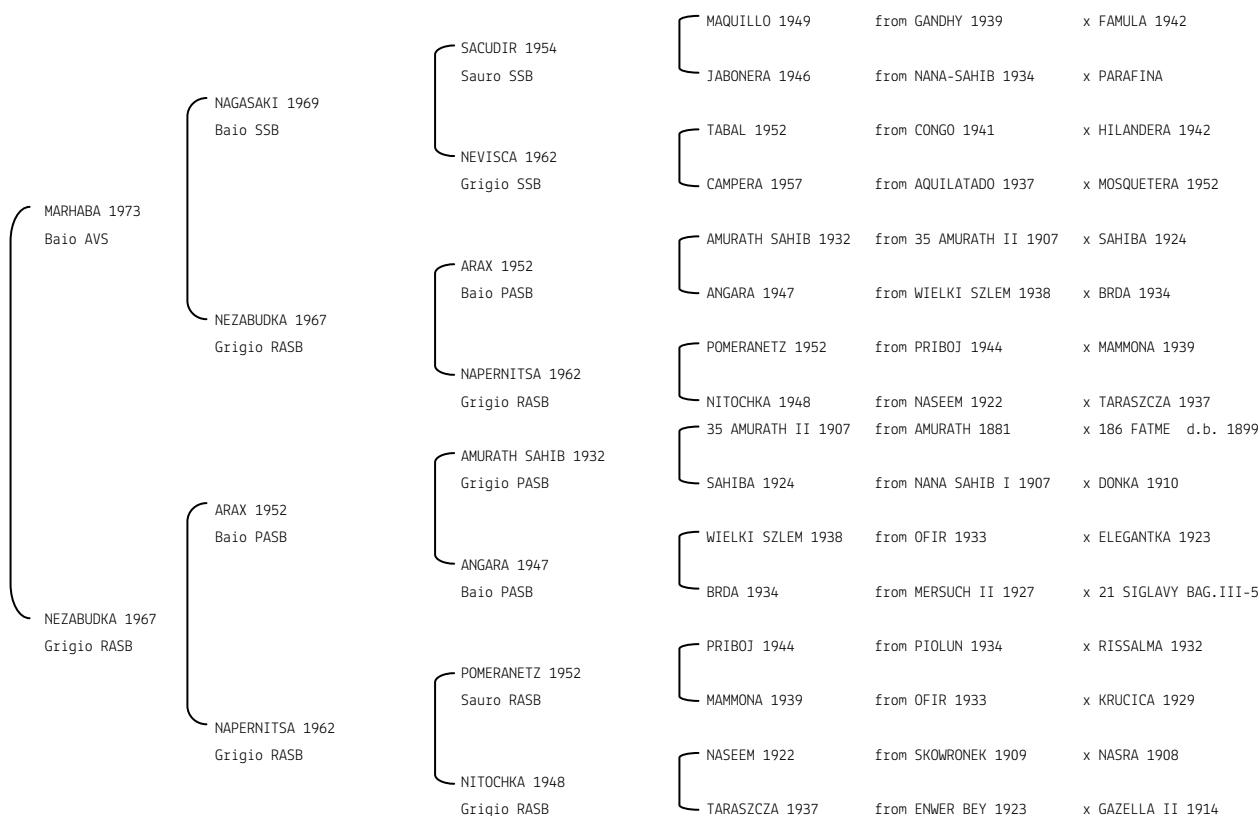 MAQUILLO 1949 from GANDHY 1939 x FAMULA 1942
SACUDIR 1954
Sauro SSB
JABONERA 1946 from NANA-SAHIB 1934 x PARAFINA
NAGASAKI 1969
Baio SSB
TABAL 1952 from CONGO 1941 x HILANDERA 1942
NEVISCA 1962
Grigio SSB
CAMPERA 1957 from AQUILATADO 1937 x MOSQUETERA 1952
MARHABA 1973
Baio AVS
AMURATH SAHIB 1932 from 35 AMURATH II 1907 x SAHIBA 1924
ARAX 1952
Baio PASB
ANGARA 1947 from WIELKI SZLEM 1938 x BRDA 1934
NEZABUDKA 1967
Grigio RASB
POMERANETZ 1952 from PRIBOJ 1944 x MAMMONA 1939
NAPERNITSA 1962
Grigio RASB
NITOCHKA 1948 from NASEEM 1922 x TARASZCZA 1937
35 AMURATH II 1907 from AMURATH 1881 x 186 FATME d.b. 1899
AMURATH SAHIB 1932
Grigio PASB
SAHIBA 1924 from NANA SAHIB I 1907 x DONKA 1910
ARAX 1952
Baio PASB
WIELKI SZLEM 1938 from OFIR 1933 x ELEGANTKA 1923
ANGARA 1947
Baio PASB
BRDA 1934 from MERSUCH II 1927 x 21 SIGLAVY BAG.III-5
NEZABUDKA 1967
Grigio RASB
PRIBOJ 1944 from PIOLUN 1934 x RISSALMA 1932
POMERANETZ 1952
Sauro RASB
MAMMONA 1939 from OFIR 1933 x KRUCICA 1929
NAPERNITSA 1962
Grigio RASB
NASEEM 1922 from SKOWRONEK 1909 x NASRA 1908
NITOCHKA 1948
Grigio RASB
TARASZCZA 1937 from ENWER BEY 1923 x GAZELLA II 1914